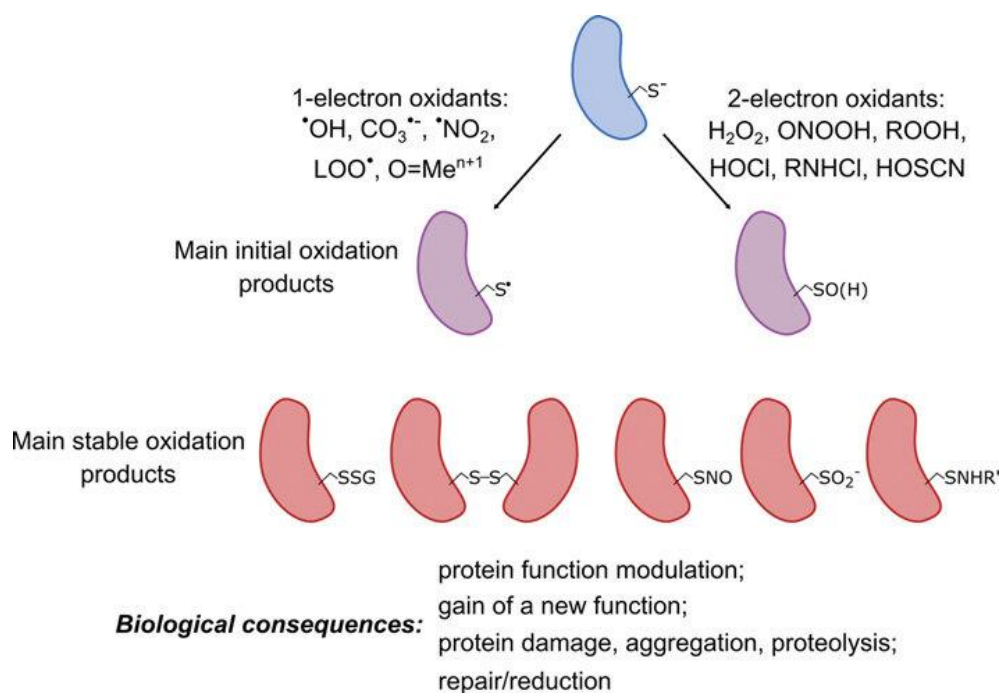 S⁻
1-electron oxidants:
•OH, CO₃•⁻, •NO₂,
LOO•, O=Meⁿ⁺¹
2-electron oxidants:
H₂O₂, ONOOH, ROOH,
HOCl, RNHCl, HOSCN
Main initial oxidation
products
S•
SO(H)
Main stable oxidation
products
SSG
S–S
SNO
SO₂⁻
SNHR'
Biological consequences:
protein function modulation;
gain of a new function;
protein damage, aggregation, proteolysis;
repair/reduction